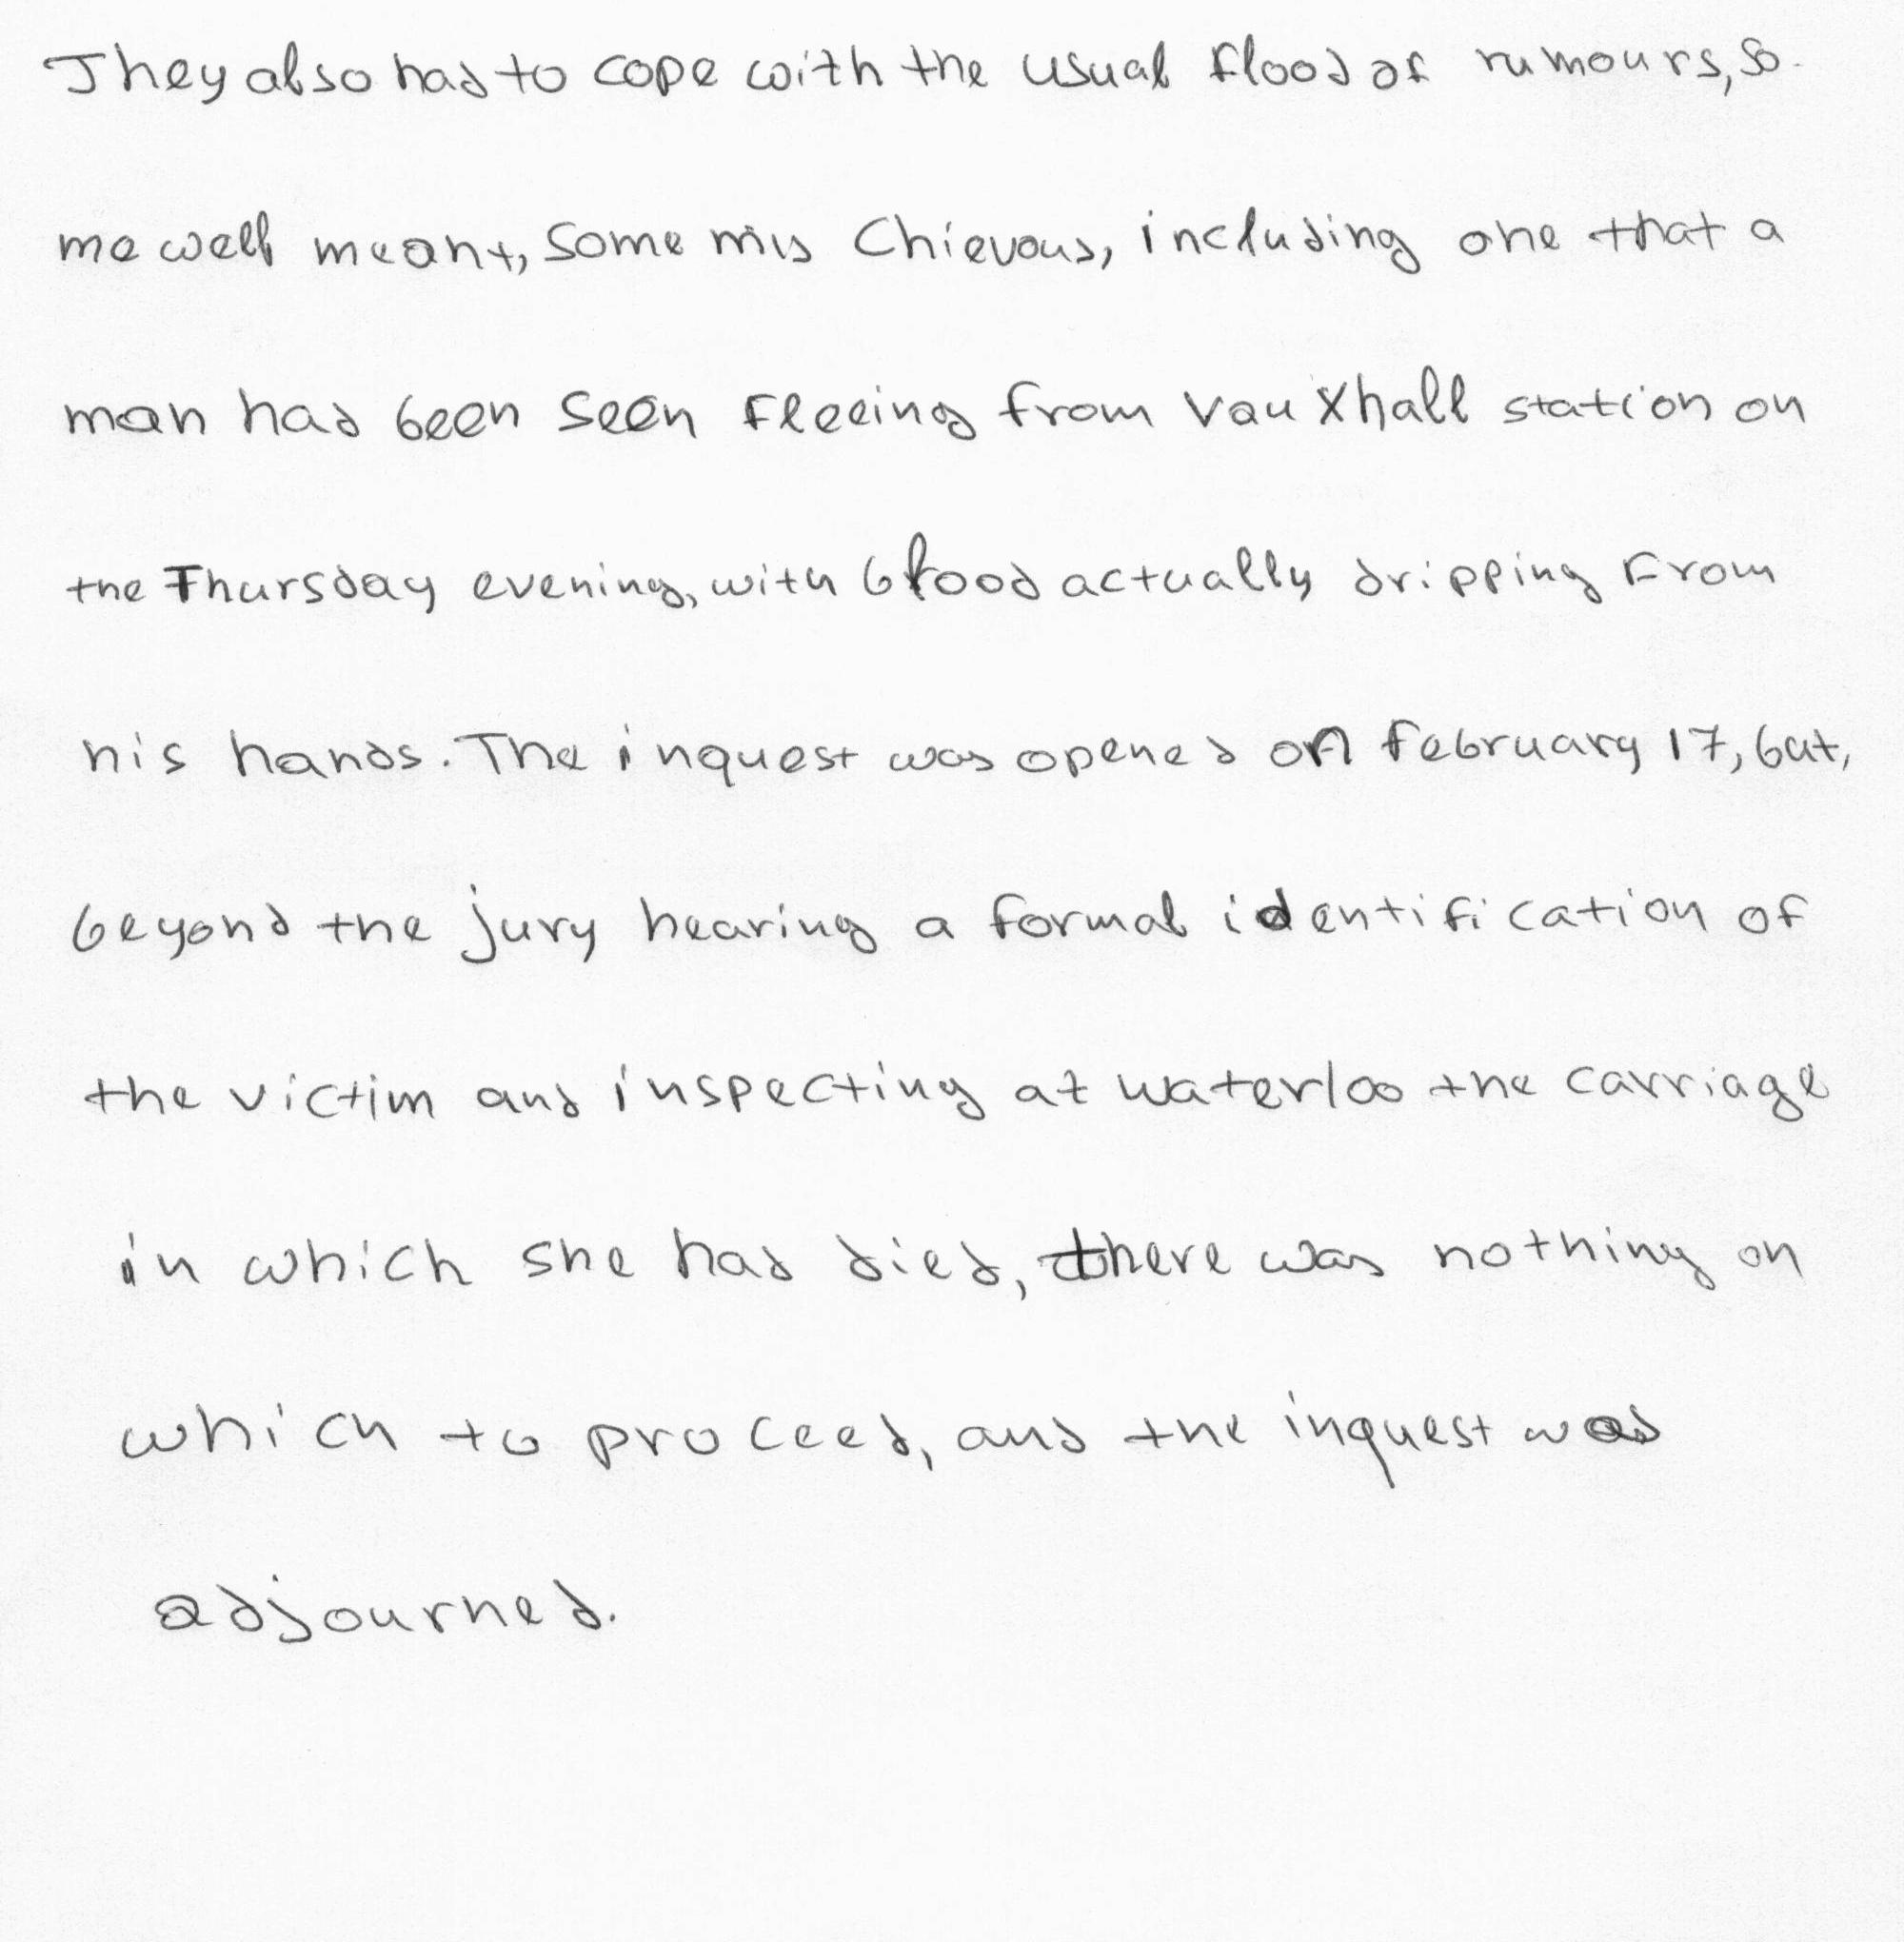 They also had to cope with the usual flood of rumours, so-
me well meant, some mis chievous, including one that a
man had been seen fleeing from Vauxhall station on
the Thursday evening, with blood actually dripping from
his hands. The inquest was opened on February 17, but,
beyond the jury hearing a formal identification of
the victim and inspecting at Waterloo the carriage
in which she had died, there was nothing on
which to proceed, and the inquest was
adjourned.